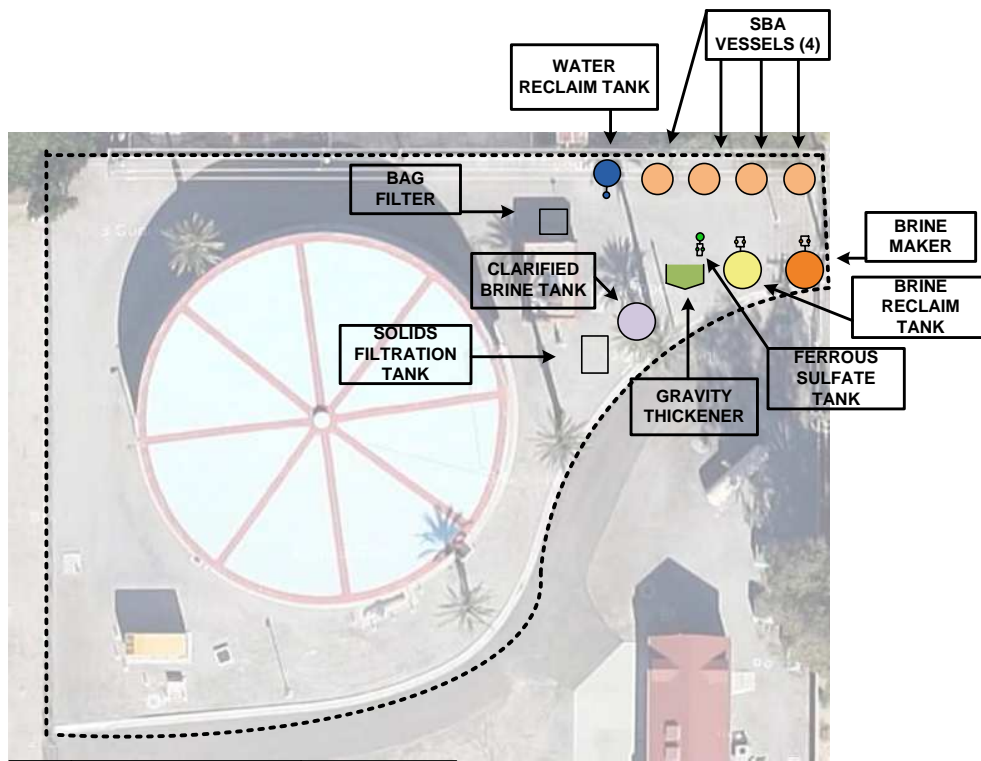 SBA
VESSELS (4)
WATER
RECLAIM TANK
BAG
FILTER
BRINE
MAKER
CLARIFIED
BRINE TANK
BRINE
RECLAIM
TANK
SOLIDS
FILTRATION
TANK
FERROUS
SULFATE
TANK
GRAVITY
THICKENER